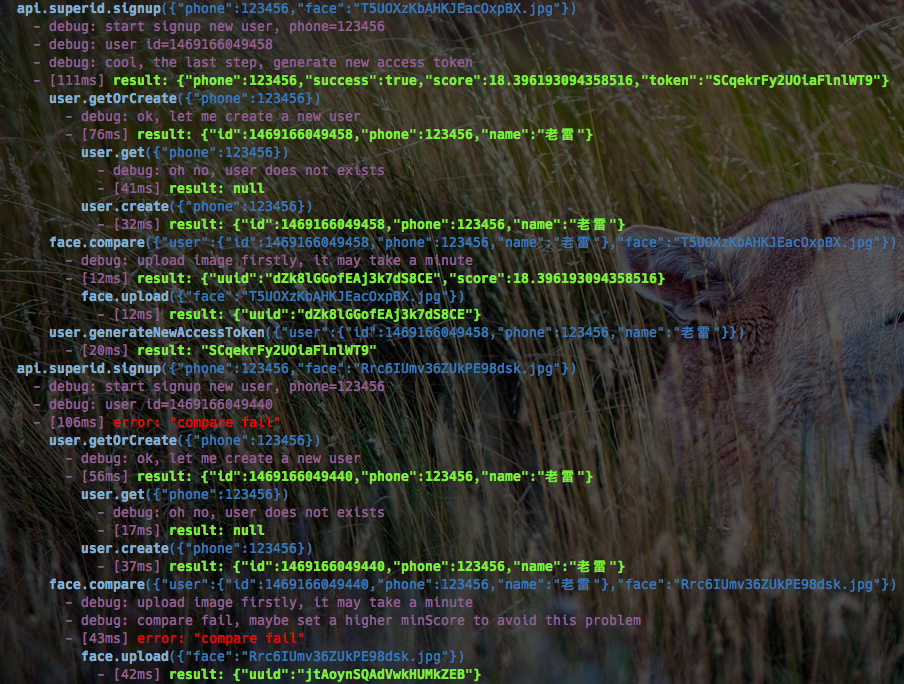 api.superid.signup({"phone":123456,"face":"T5UOXzKbAHKJEacOxpBX.jpg"})
- debug: start signup new user, phone=123456
- debug: user id=1469166049458
- debug: cool, the last step, generate new access token
- [111ms] result: {"phone":123456,"success":true,"score":18.396193094358516,"token":"SCqekrFy2UOiaFlnlWT9"}
user.getOrCreate({"phone":123456})
- debug: ok, let me create a new user
- [76ms] result: {"id":1469166049458,"phone":123456,"name":"老雷"}
user.get({"phone":123456})
- debug: oh no, user does not exists
- [41ms] result: null
user.create({"phone":123456})
- [32ms] result: {"id":1469166049458,"phone":123456,"name":"老雷"}
face.compare({"user":{"id":1469166049458,"phone":123456,"name":"老雷"},"face":"T5UOXzKbAHKJEacOxpBX.jpg"})
- debug: upload image firstly, it may take a minute
- [12ms] result: {"uuid":"dZk8lGGofEAj3k7dS8CE","score":18.396193094358516}
face.upload({"face":"T5UOXzKbAHKJEacOxpBX.jpg"})
- [12ms] result: {"uuid":"dZk8lGGofEAj3k7dS8CE"}
user.generateNewAccessToken({"user":{"id":1469166049458,"phone":123456,"name":"老雷"}})
- [20ms] result: "SCqekrFy2UOiaFlnlWT9"
api.superid.signup({"phone":123456,"face":"Rrc6IUmv36ZUkPE98dsk.jpg"})
- debug: start signup new user, phone=123456
- debug: user id=1469166049440
- [106ms] error: "compare fail"
user.getOrCreate({"phone":123456})
- debug: ok, let me create a new user
- [56ms] result: {"id":1469166049440,"phone":123456,"name":"老雷"}
user.get({"phone":123456})
- debug: oh no, user does not exists
- [17ms] result: null
user.create({"phone":123456})
- [37ms] result: {"id":1469166049440,"phone":123456,"name":"老雷"}
face.compare({"user":{"id":1469166049440,"phone":123456,"name":"老雷"},"face":"Rrc6IUmv36ZUkPE98dsk.jpg"})
- debug: upload image firstly, it may take a minute
- debug: compare fail, maybe set a higher minScore to avoid this problem
- [43ms] error: "compare fail"
face.upload({"face":"Rrc6IUmv36ZUkPE98dsk.jpg"})
- [42ms] result: {"uuid":"jtAoynSQAdVwkHUMkZEB"}